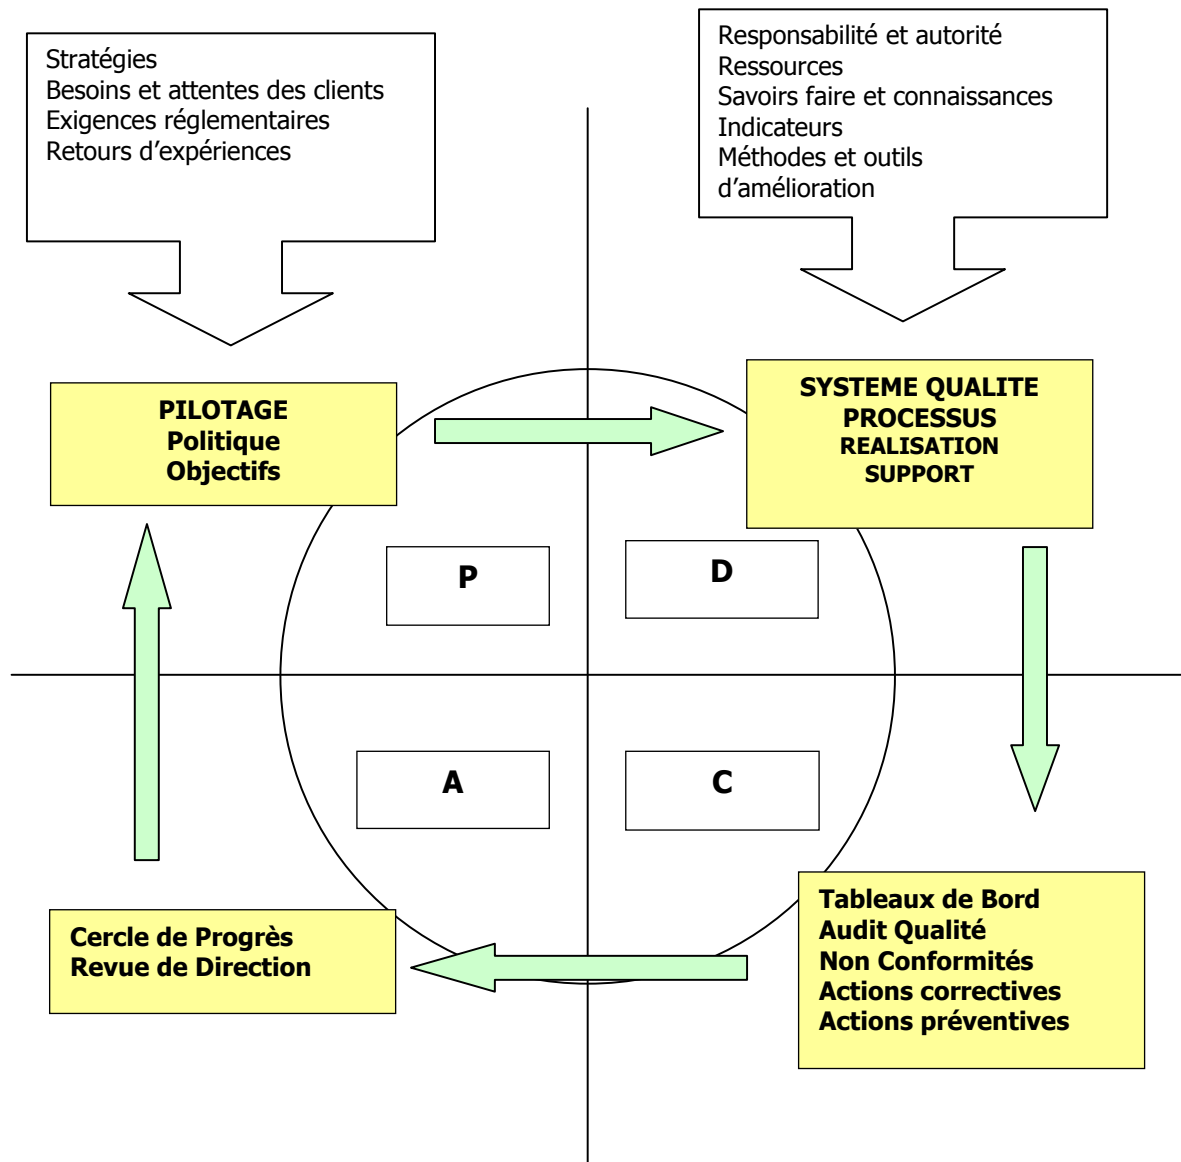 Stratégies
Besoins et attentes des clients
Exigences réglementaires
Retours d’expériences
Responsabilité et autorité
Ressources
Savoirs faire et connaissances
Indicateurs
Méthodes et outils
d’amélioration
PILOTAGE
Politique
Objectifs
SYSTEME QUALITE
PROCESSUS
REALISATION
SUPPORT
P
D
A
C
Cercle de Progrès
Revue de Direction
Tableaux de Bord
Audit Qualité
Non Conformités
Actions correctives
Actions préventives